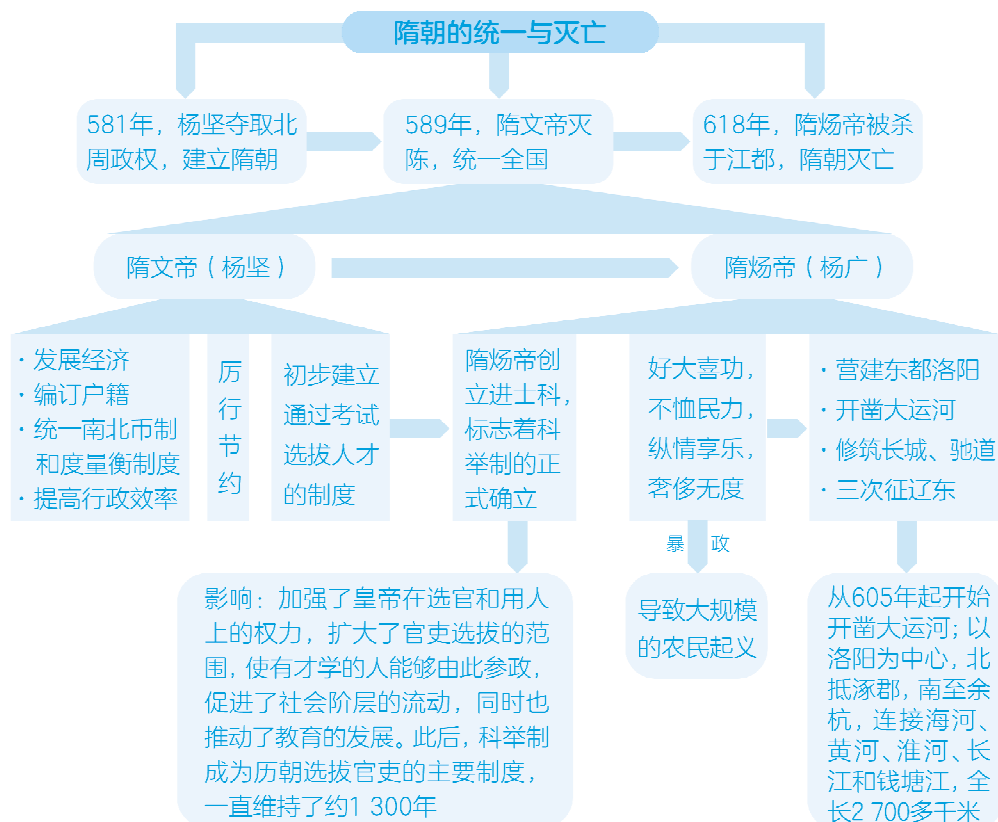 隋朝的统一与灭亡
581年，杨坚夺取北
周政权，建立隋朝
589年，隋文帝灭
陈，统一全国
618年，隋炀帝被杀
于江都，隋朝灭亡
隋文帝（杨坚）
隋炀帝（杨广）
·发展经济
·编订户籍
·统一南北币制
和度量衡制度
·提高行政效率
厉
行
节
约
初步建立
通过考试
选拔人才
的制度
隋炀帝创
立进士科，
标志着科
举制的正
式确立
好大喜功，
不恤民力，
纵情享乐，
奢侈无度
·营建东都洛阳
·开凿大运河
·修筑长城、驰道
·三次征辽东
暴 政
影响：加强了皇帝在选官和用人
上的权力，扩大了官吏选拔的范
围，使有才学的人能够由此参政，
促进了社会阶层的流动，同时也
推动了教育的发展。此后，科举制
成为历朝选拔官吏的主要制度，
一直维持了约1 300年
导致大规模
的农民起义
从605年起开始
开凿大运河；以
洛阳为中心，北
抵涿郡，南至余
杭，连接海河、
黄河、淮河、长
江和钱塘江，全
长2 700多千米